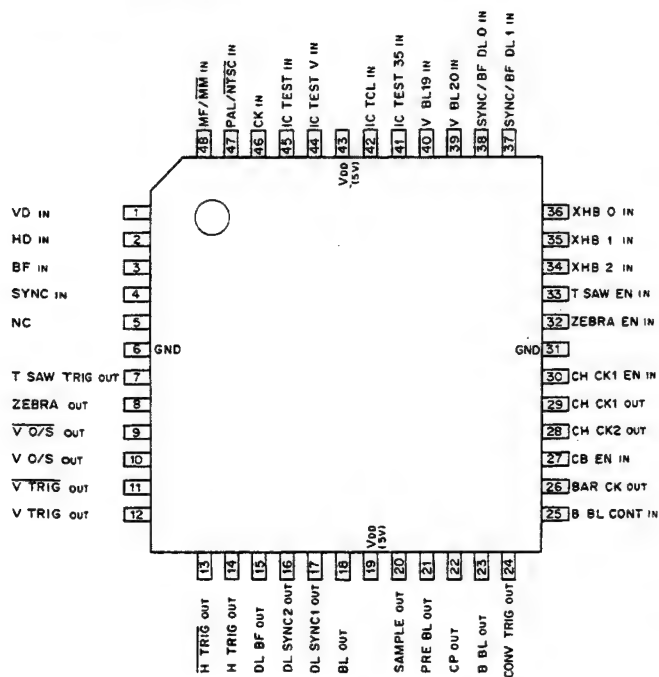 48 MF/MM IN
47 PAL/NTSC IN
46 CK IN
45 IC TEST IN
44 IC TEST V IN
43 VDD (5V)
42 IC TCL IN
41 IC TEST 35 IN
40 V BL19 IN
39 V BL20 IN
38 SYNC/BF DL 0 IN
37 SYNC/BF DL 1 IN
VD IN 1
HD IN 2
BF IN 3
SYNC IN 4
NC 5
6 GND
T SAW TRIG OUT 7
ZEBRA OUT 8
V O/S OUT 9
V O/S OUT 10
V TRIG OUT 11
V TRIG OUT 12
36 XHB 0 IN
35 XHB 1 IN
34 XHB 2 IN
33 T SAW EN IN
32 ZEBRA EN IN
GND 31
30 CH CK1 EN IN
29 CH CK1 OUT
28 CH CK2 OUT
27 CB EN IN
26 BAR CK OUT
25 B BL CONT IN
13 H TRIG OUT
14 H TRIG OUT
15 DL BF OUT
16 DL SYNC2 OUT
17 DL SYNC1 OUT
18 BL OUT
VDD (5V) 19
20 SAMPLE OUT
21 PRE BL OUT
22 CP OUT
23 B BL OUT
24 CONV TRIG OUT